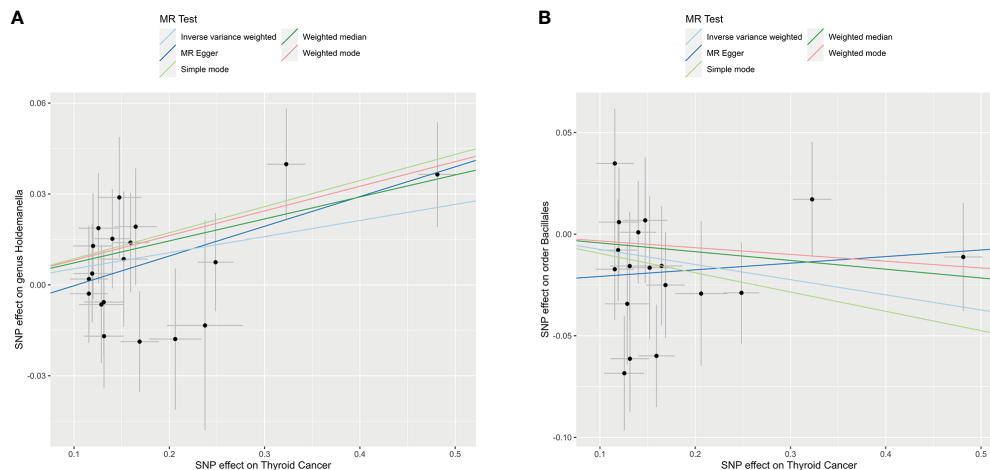 A
MR Test
Inverse variance weighted
Weighted median
MR Egger
Weighted mode
Simple mode
SNP effect on genus Holdemanella
0.06
0.03
0.00
-0.03
0.1 0.2 0.3 0.4 0.5
SNP effect on Thyroid Cancer
B
MR Test
Inverse variance weighted
Weighted median
MR Egger
Weighted mode
Simple mode
SNP effect on order Bacillales
0.05
0.00
-0.05
-0.10
0.1 0.2 0.3 0.4 0.5
SNP effect on Thyroid Cancer